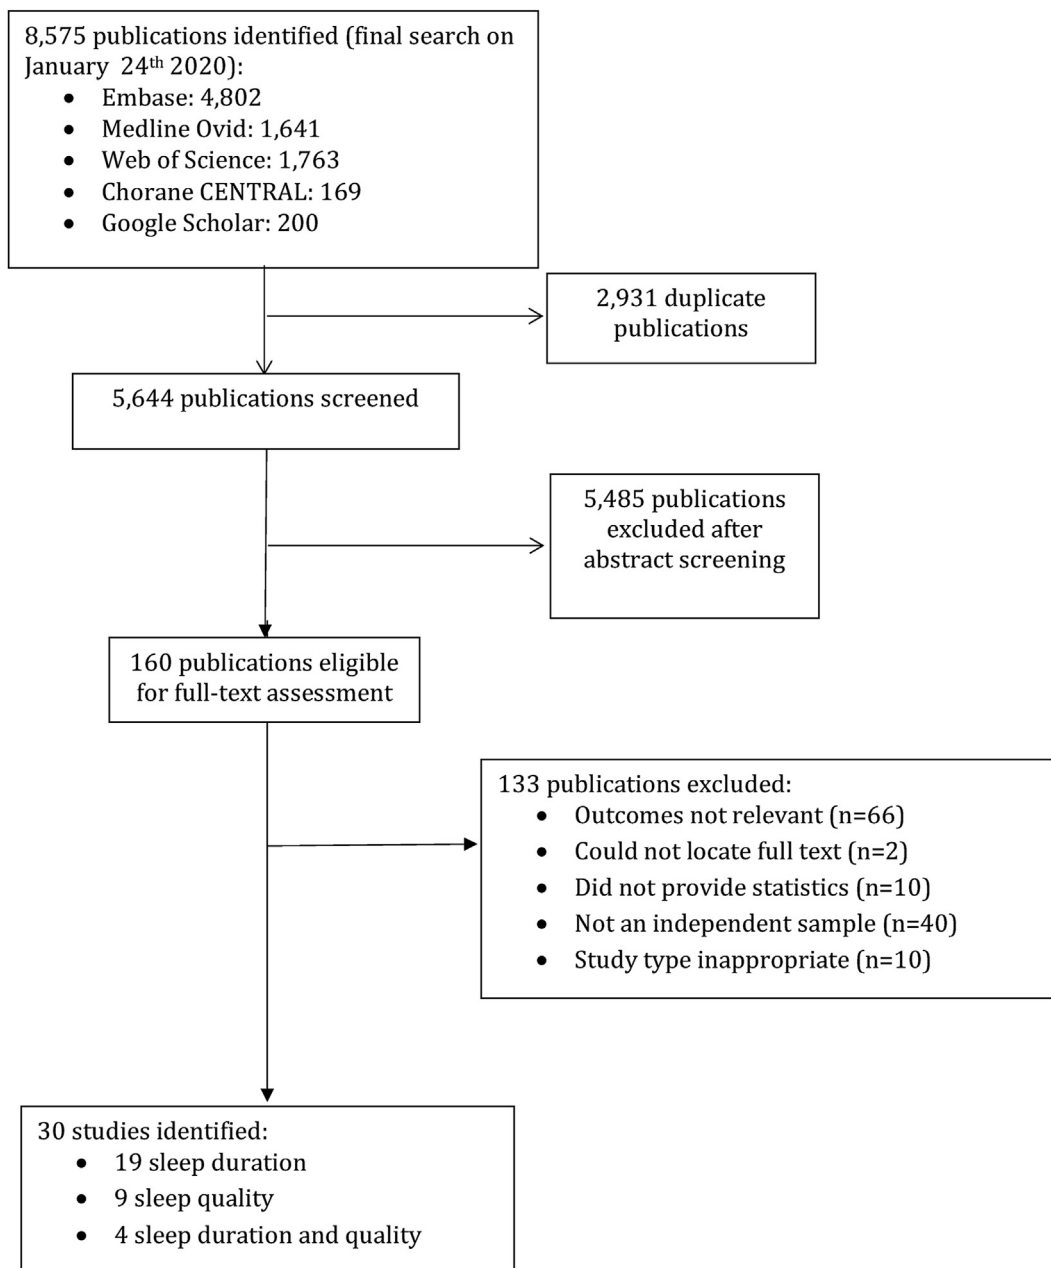 8,575 publications identified (final search on
January 24th 2020):
• Embase: 4,802
• Medline Ovid: 1,641
• Web of Science: 1,763
• Chorane CENTRAL: 169
• Google Scholar: 200
2,931 duplicate
publications
5,644 publications screened
5,485 publications
excluded after
abstract screening
160 publications eligible
for full-text assessment
133 publications excluded:
• Outcomes not relevant (n=66)
• Could not locate full text (n=2)
• Did not provide statistics (n=10)
• Not an independent sample (n=40)
• Study type inappropriate (n=10)
30 studies identified:
• 19 sleep duration
• 9 sleep quality
• 4 sleep duration and quality